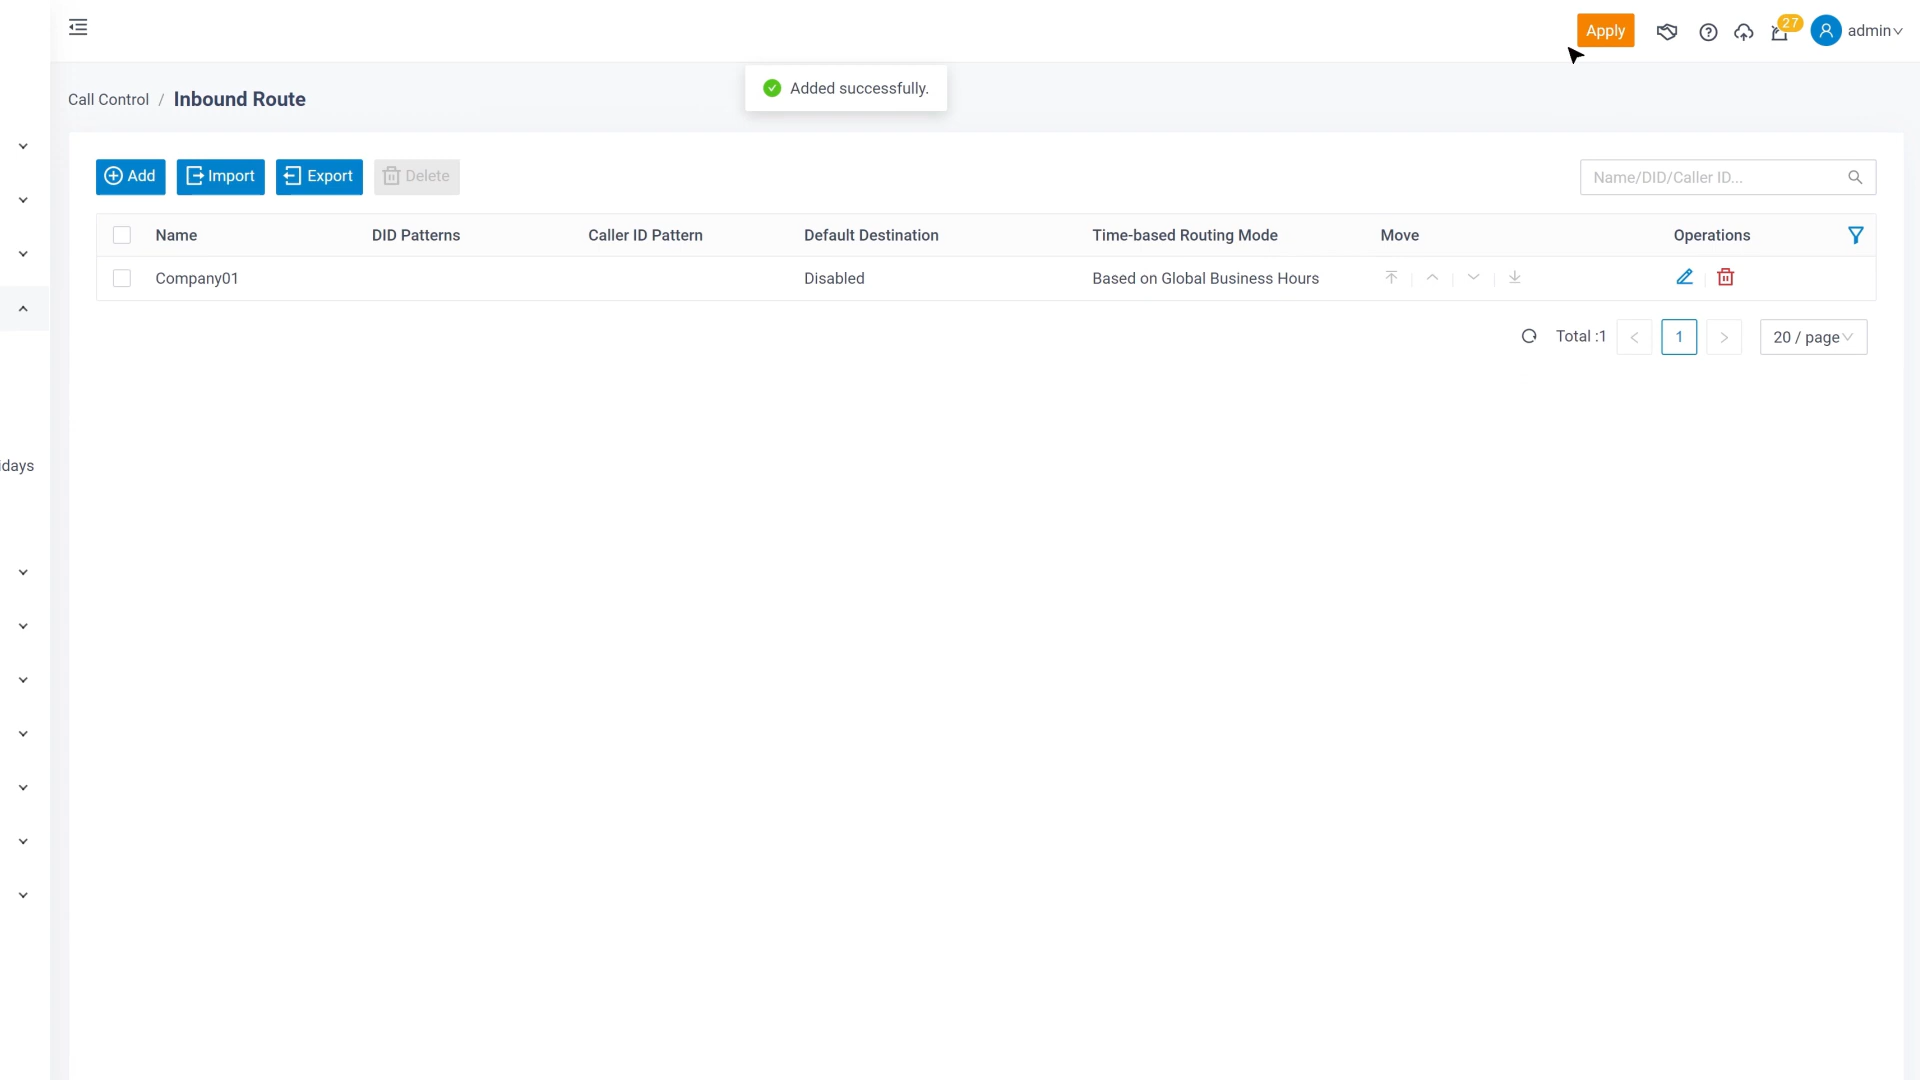 Apply
27
admin
Call Control / Inbound Route
Added successfully.
Add
Import
Export
Delete
Name/DID/Caller ID...
Name DID Patterns Caller ID Pattern Default Destination Time-based Routing Mode Move Operations
Company01 Disabled Based on Global Business Hours
Total :1 < 1 > 20 / page
idays